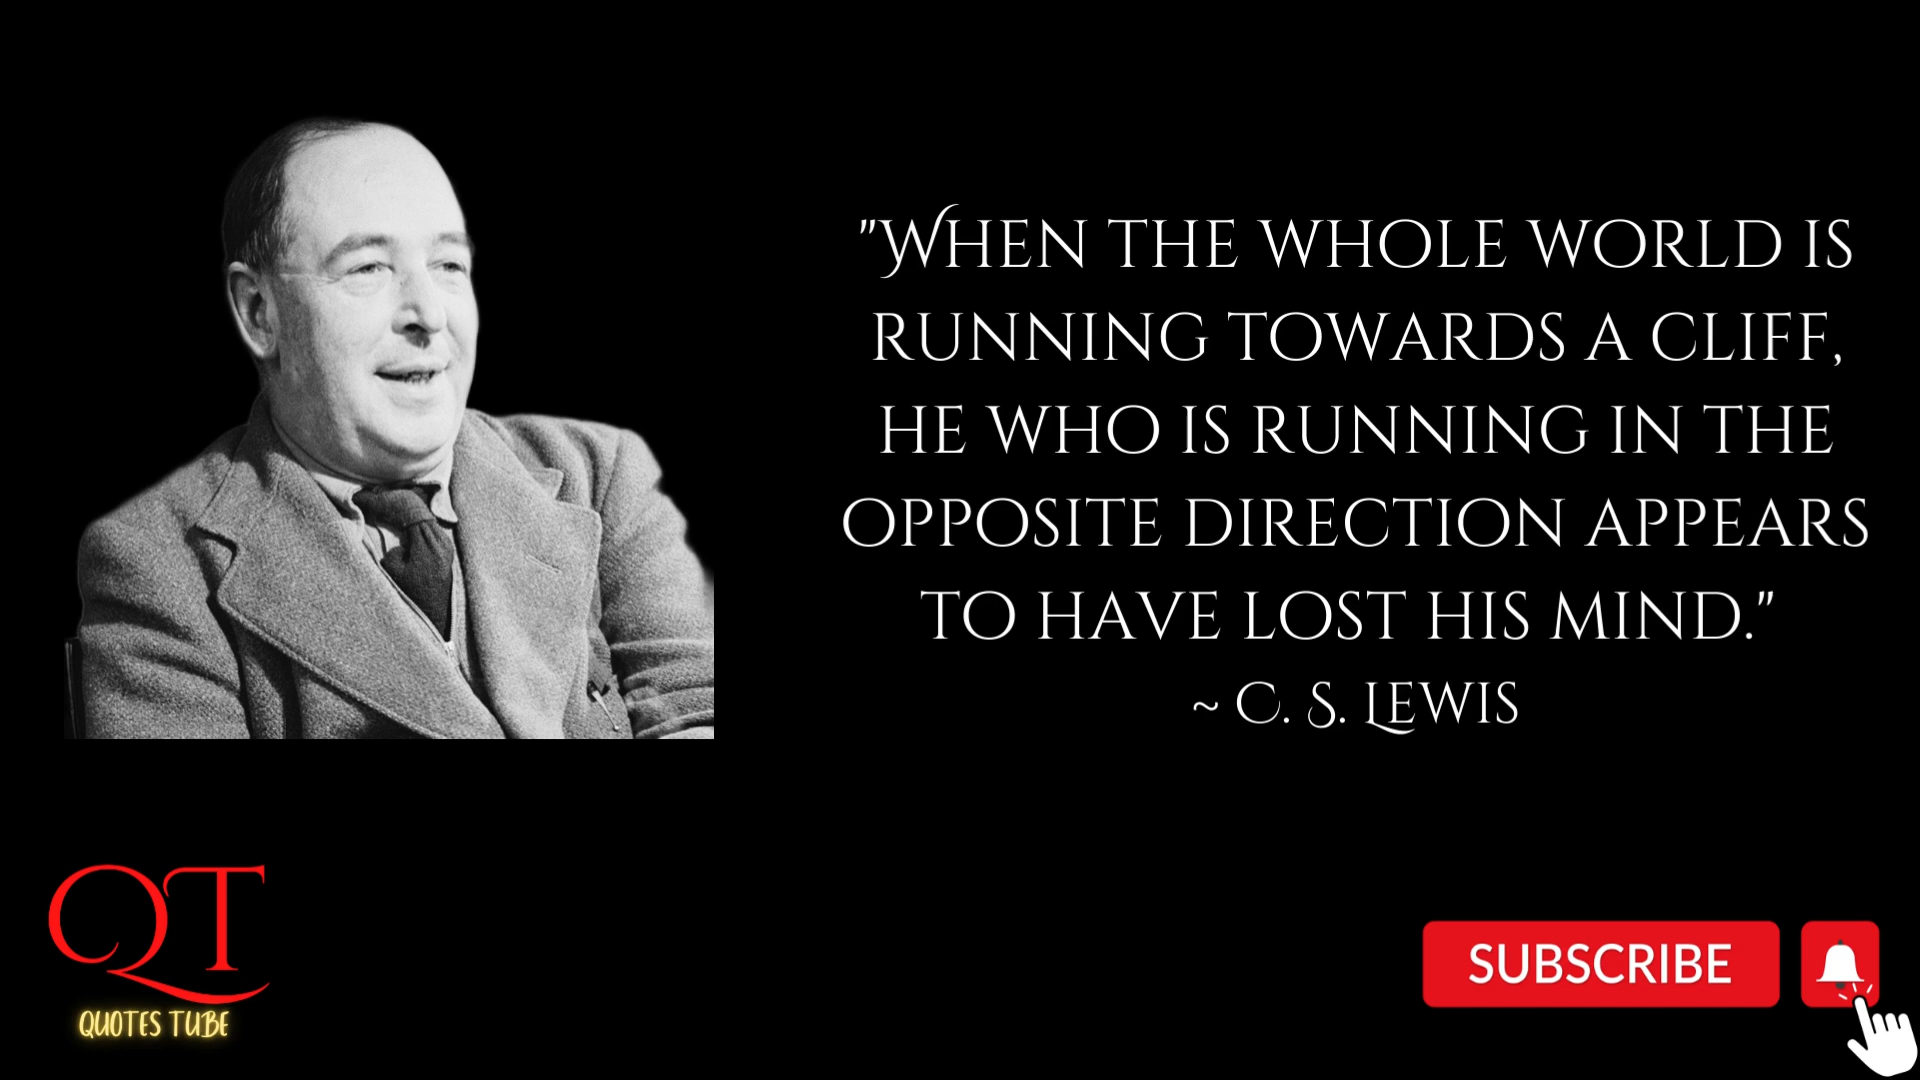 "When the whole world is
running towards a cliff,
he who is running in the
opposite direction appears
to have lost his mind."
~ C. S. Lewis
QT
QUOTES TUBE
SUBSCRIBE